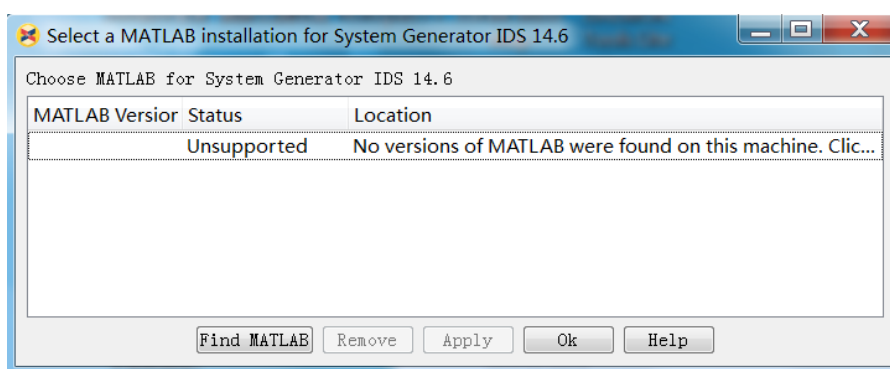 Select a MATLAB installation for System Generator IDS 14.6
Choose MATLAB for System Generator IDS 14.6
MATLAB Version Status Location
Unsupported No versions of MATLAB were found on this machine. Clic...
Find MATLAB Remove Apply Ok Help